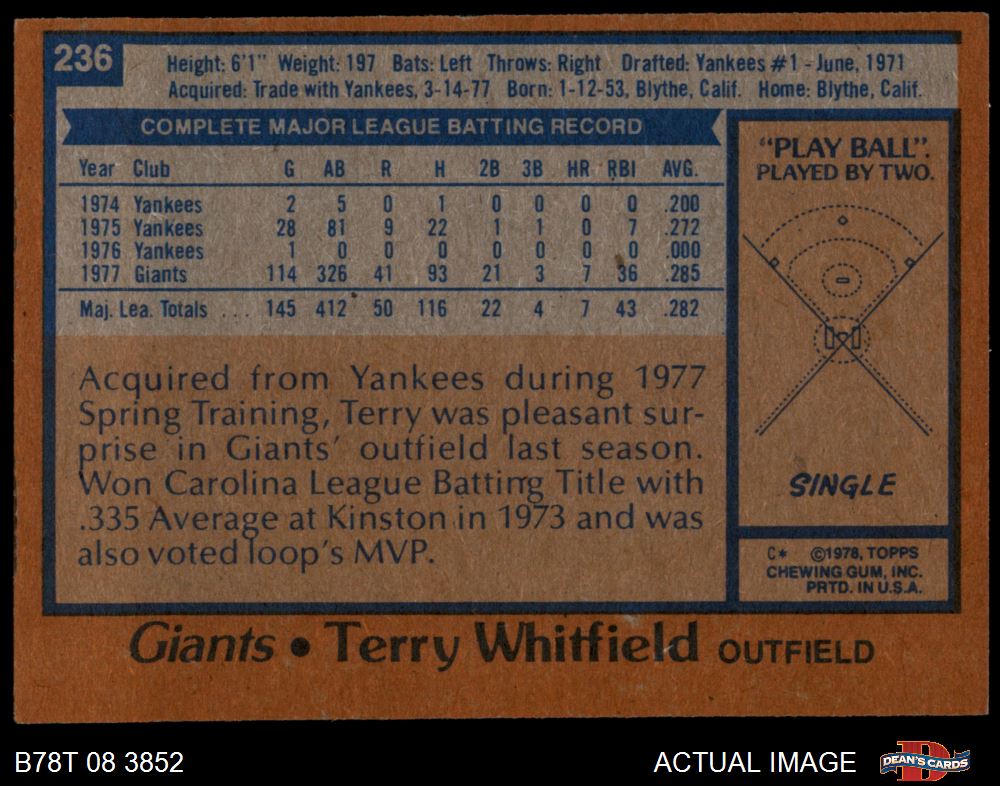 236
Height: 6'1" Weight: 197 Bats: Left Throws: Right Drafted: Yankees #1 - June, 1971
Acquired: Trade with Yankees, 3-14-77 Born: 1-12-53, Blythe, Calif. Home: Blythe, Calif.
COMPLETE MAJOR LEAGUE BATTING RECORD
Year Club G AB R H 2B 3B HR RBI AVG.
1974 Yankees 2 5 0 1 0 0 0 0 .200
1975 Yankees 28 81 9 22 1 1 0 7 .272
1976 Yankees 1 0 0 0 0 0 0 0 .000
1977 Giants 114 326 41 93 21 3 7 36 .285
Maj. Lea. Totals ... 145 412 50 116 22 4 7 43 .282
Acquired from Yankees during 1977
Spring Training, Terry was pleasant sur-
prise in Giants' outfield last season.
Won Carolina League Batting Title with
.335 Average at Kinston in 1973 and was
also voted loop's MVP.
"PLAY BALL".
PLAYED BY TWO.
SINGLE
C* ©1978, TOPPS
CHEWING GUM, INC.
PRTD. IN U.S.A.
Giants • Terry Whitfield OUTFIELD
B78T 08 3852
ACTUAL IMAGE
D
DEAN'S CARDS